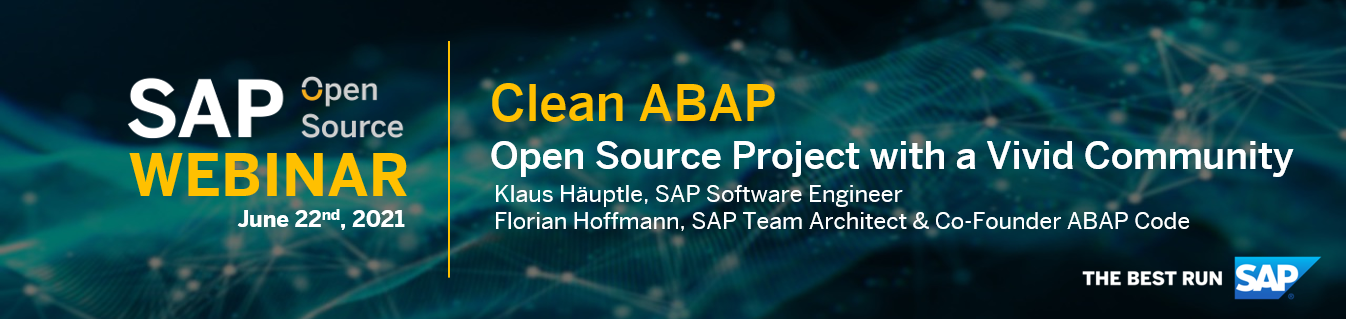 SAP Open Source
WEBINAR
June 22nd, 2021
Clean ABAP
Open Source Project with a Vivid Community
Klaus Häuptle, SAP Software Engineer
Florian Hoffmann, SAP Team Architect & Co-Founder ABAP Code
THE BEST RUN SAP